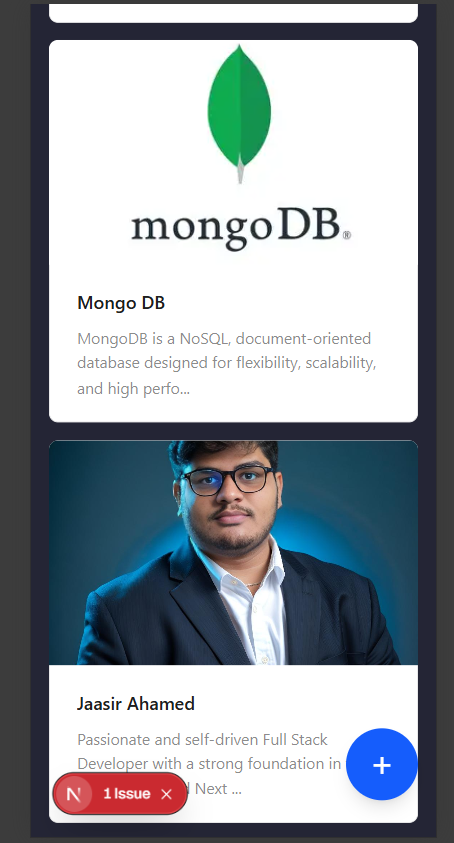 mongoDB®
Mongo DB
MongoDB is a NoSQL, document-oriented
database designed for flexibility, scalability,
and high perfo...
Jaasir Ahamed
Passionate and self-driven Full Stack
Developer with a strong foundation in
Next ...
N 1 Issue ×
+